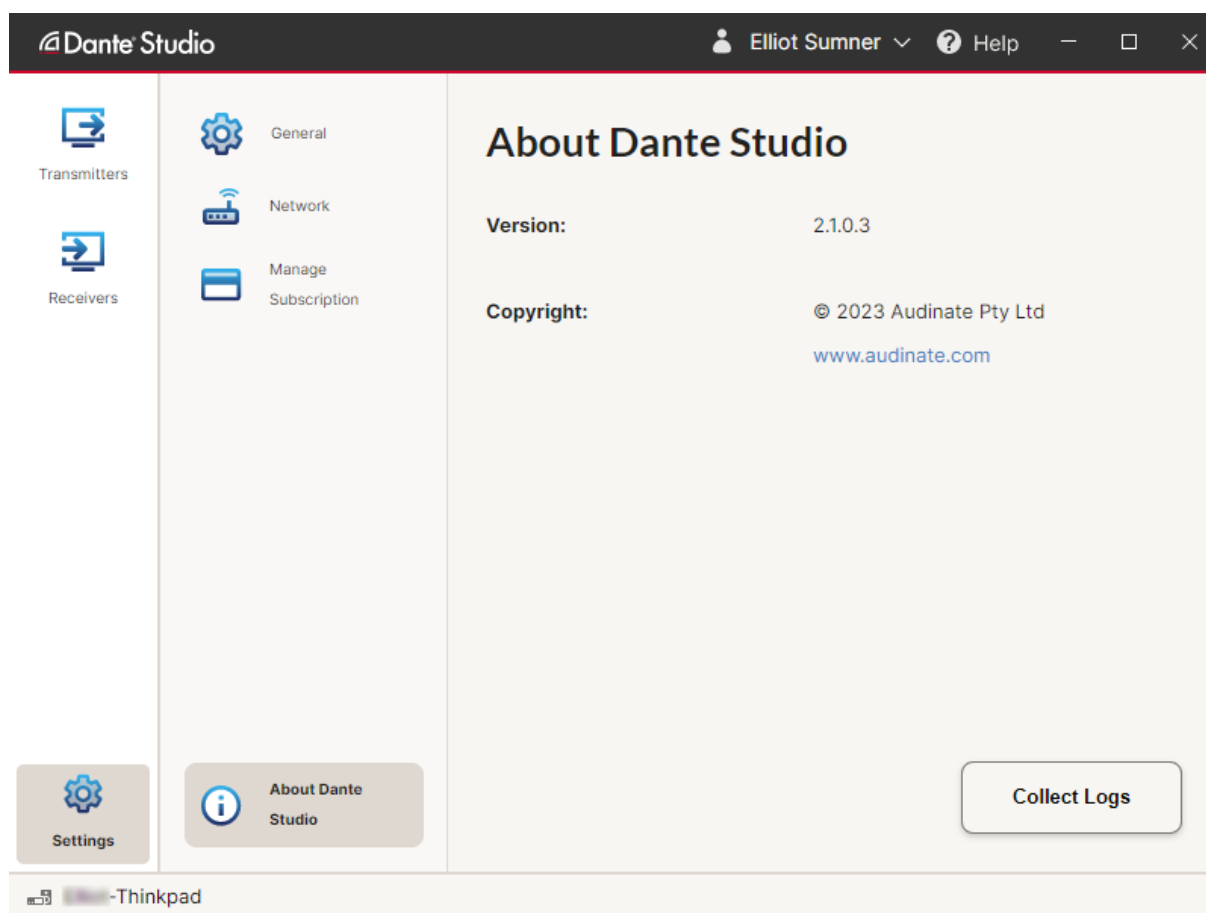 Dante Studio
Elliot Sumner
Help
Transmitters
Receivers
Settings
General
Network
Manage
Subscription
About Dante
Studio
About Dante Studio
Version: 2.1.0.3
Copyright: © 2023 Audinate Pty Ltd
www.audinate.com
Collect Logs
-Thinkpad